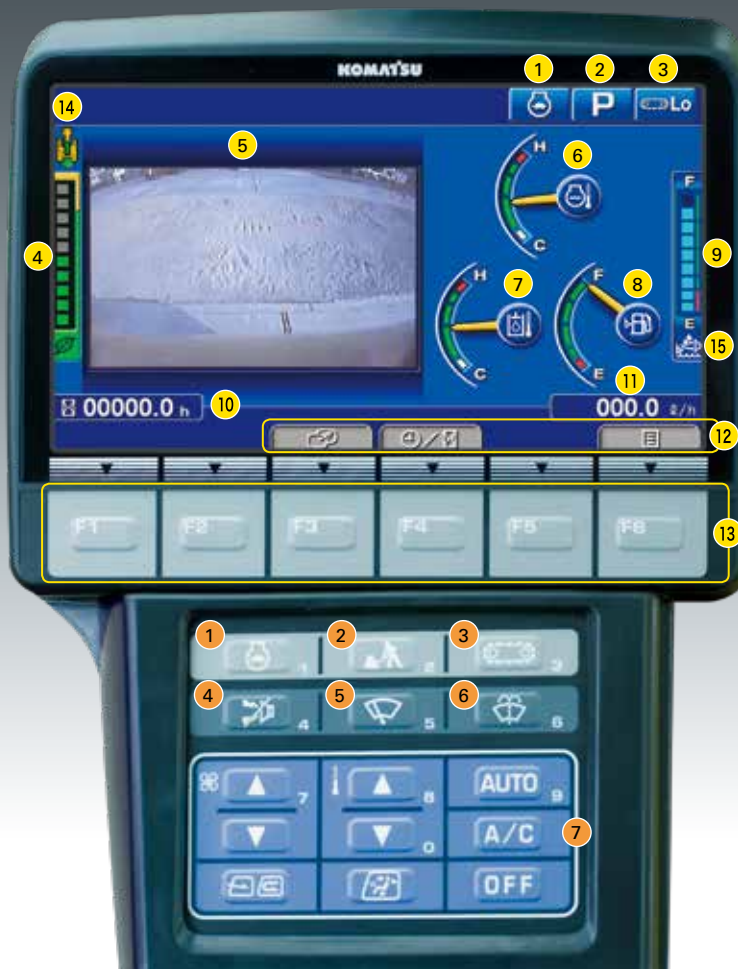 KOMATSU
1 2 3
P Lo
14
5
H
6
F
4
C
9
H
7
F
8
C
E
E
15
11
00000.0 h
10
000.0 ℓ/h
12
F1 F2 F3 F4 F5 F6
13
1 2 3
1 2 3
4 5 6
4 5 6
7 8 AUTO 9
0 A/C 7
OFF